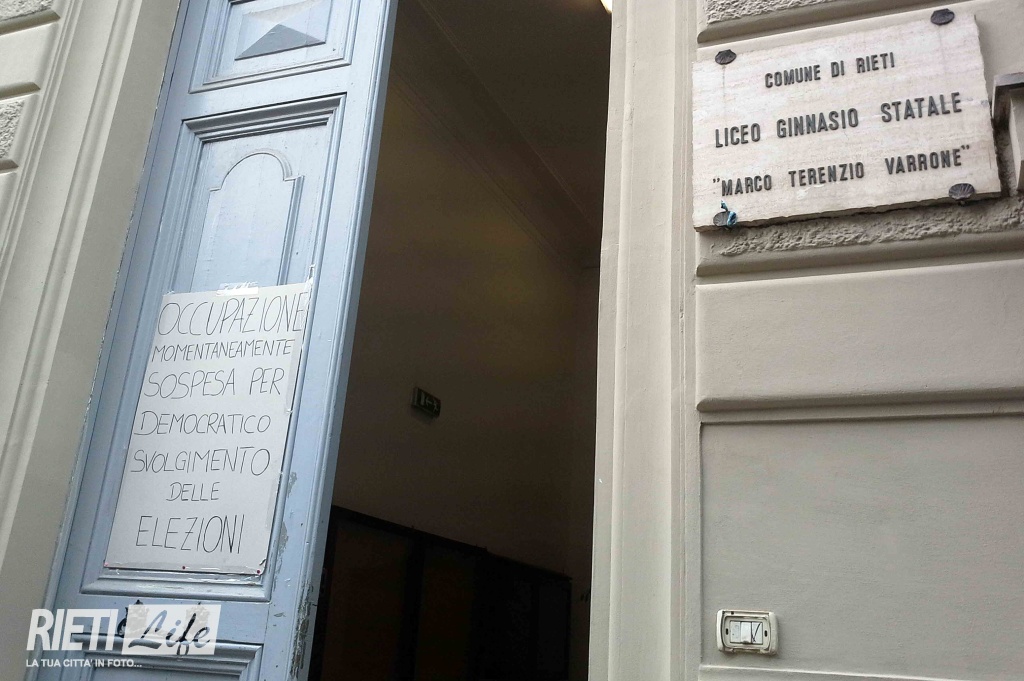 COMUNE DI RIETI
LICEO GINNASIO STATALE
"MARCO TERENZIO VARRONE"
OCCUPAZIONE
MOMENTANEAMENTE
SOSPESA PER
DEMOCRATICO
SVOLGIMENTO
DELLE
ELEZIONI
RIETI Life
LA TUA CITTA' IN FOTO...